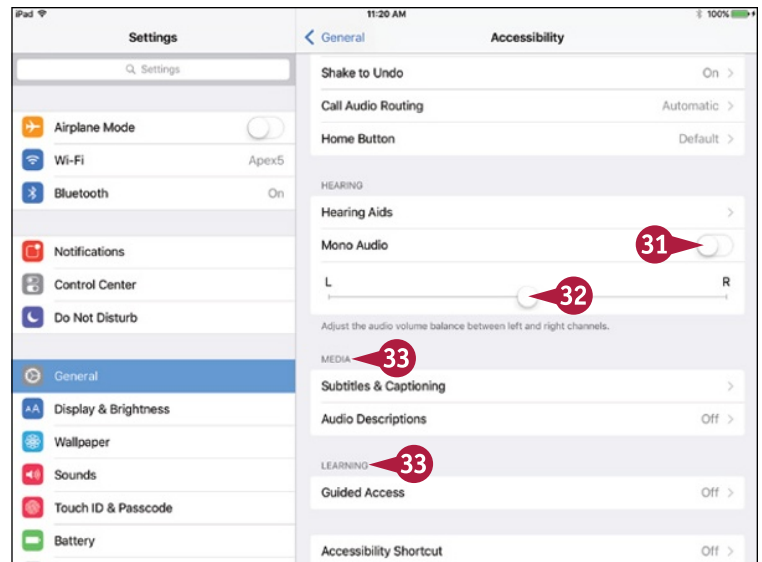 iPad 11:20 AM 100%
Settings
Settings
Airplane Mode
Wi-Fi Apex5
Bluetooth On
Notifications
Control Center
Do Not Disturb
General
Display & Brightness
AA
Wallpaper
Sounds
Touch ID & Passcode
Battery
General Accessibility
Shake to Undo On
Call Audio Routing Automatic
Home Button Default
HEARING
Hearing Aids
Mono Audio 31
L R
32
Adjust the audio volume balance between left and right channels.
MEDIA 33
Subtitles & Captioning
Audio Descriptions Off
LEARNING 33
Guided Access Off
Accessibility Shortcut Off